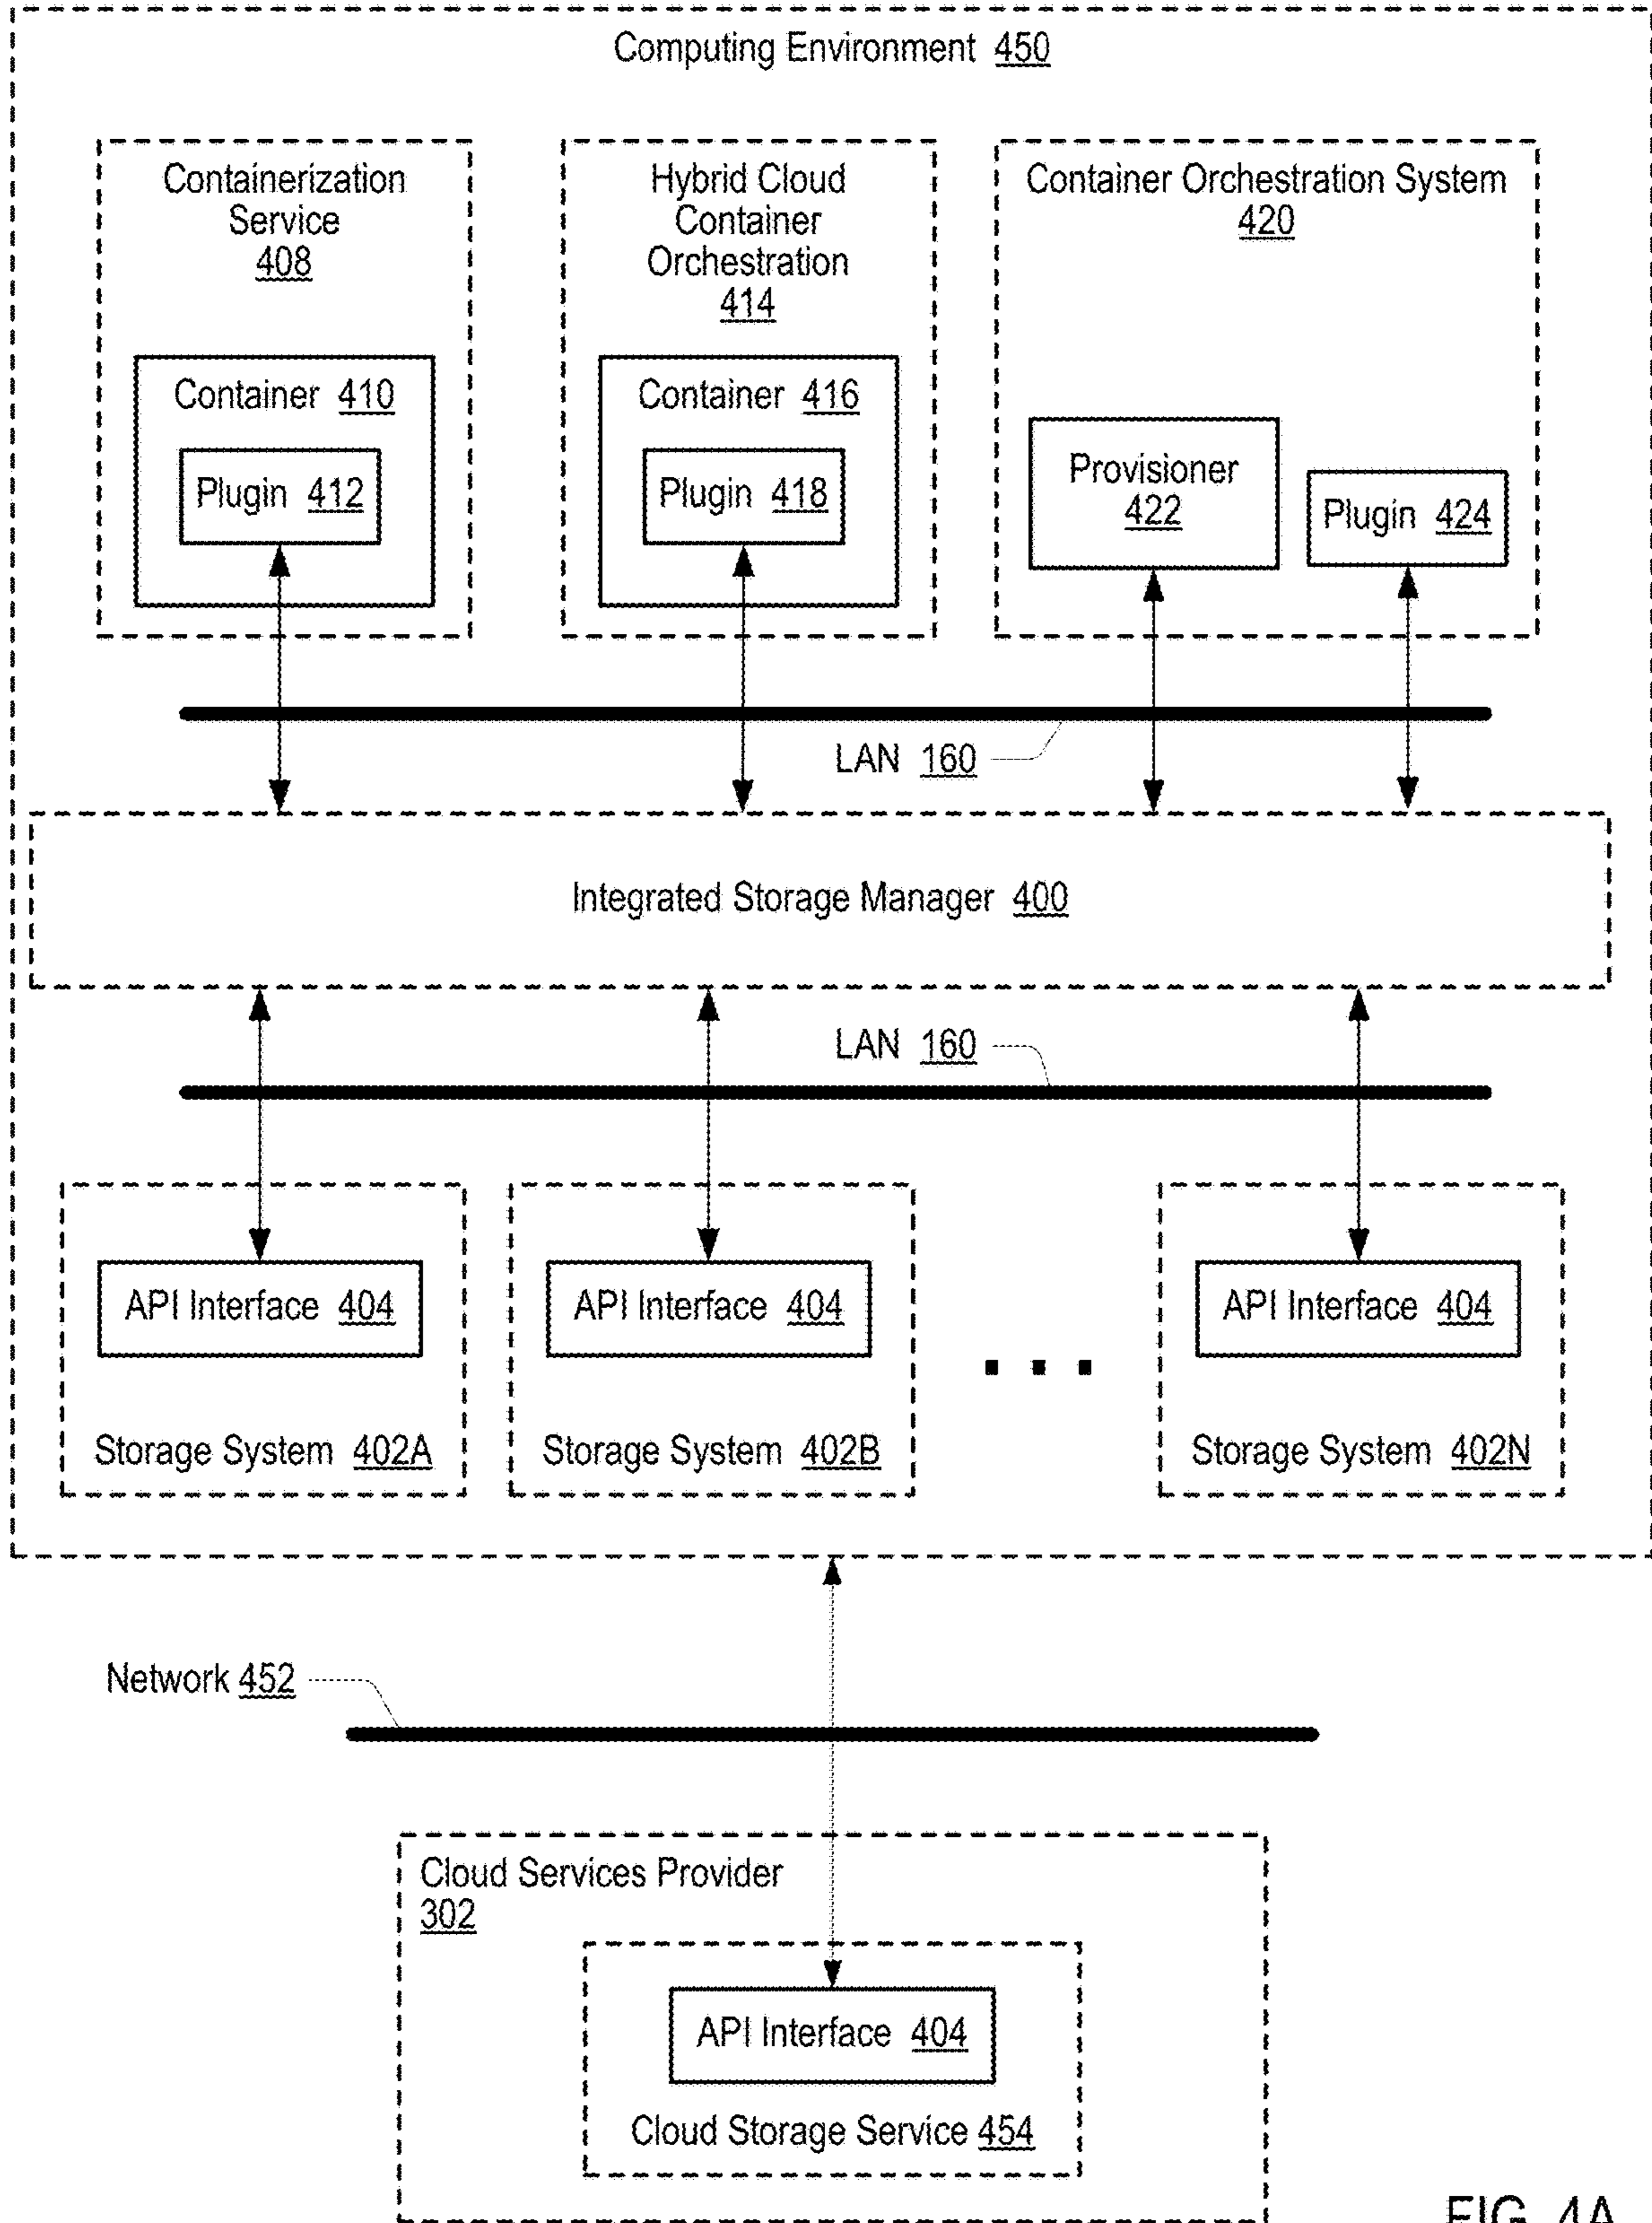 Computing Environment 450
Containerization
Service
408
Hybrid Cloud
Container
Orchestration
414
Container Orchestration System
420
Container 410
Plugin 412
Container 416
Plugin 418
Provisioner
422
Plugin 424
LAN 160
Integrated Storage Manager 400
LAN 160
API Interface 404
Storage System 402A
API Interface 404
Storage System 402B
. . .
API Interface 404
Storage System 402N
Network 452
Cloud Services Provider
302
API Interface 404
Cloud Storage Service 454
FIG. 4A